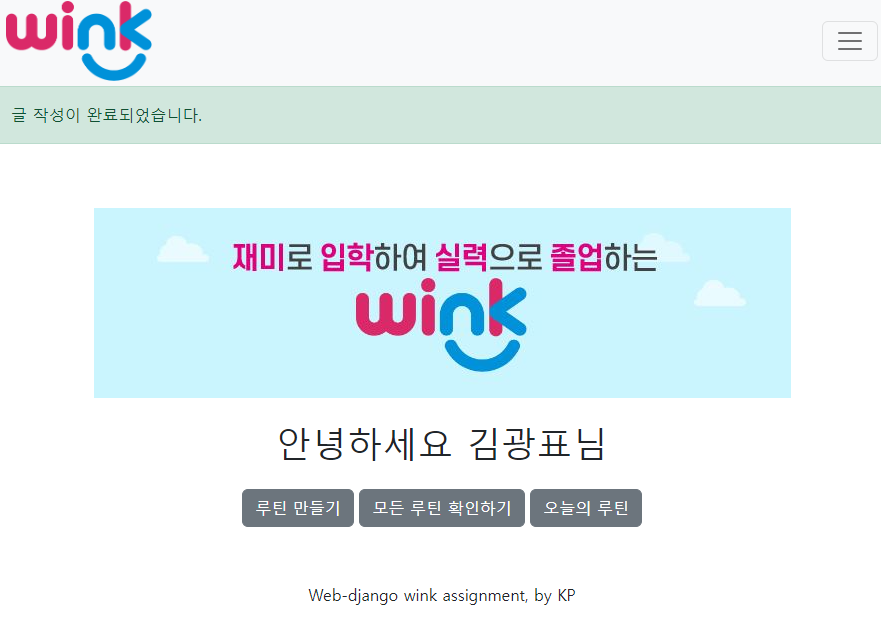 wink
글 작성이 완료되었습니다.
재미로 입학하여 실력으로 졸업하는
wink
안녕하세요 김광표님
루틴 만들기 모든 루틴 확인하기 오늘의 루틴
Web-django wink assignment, by KP